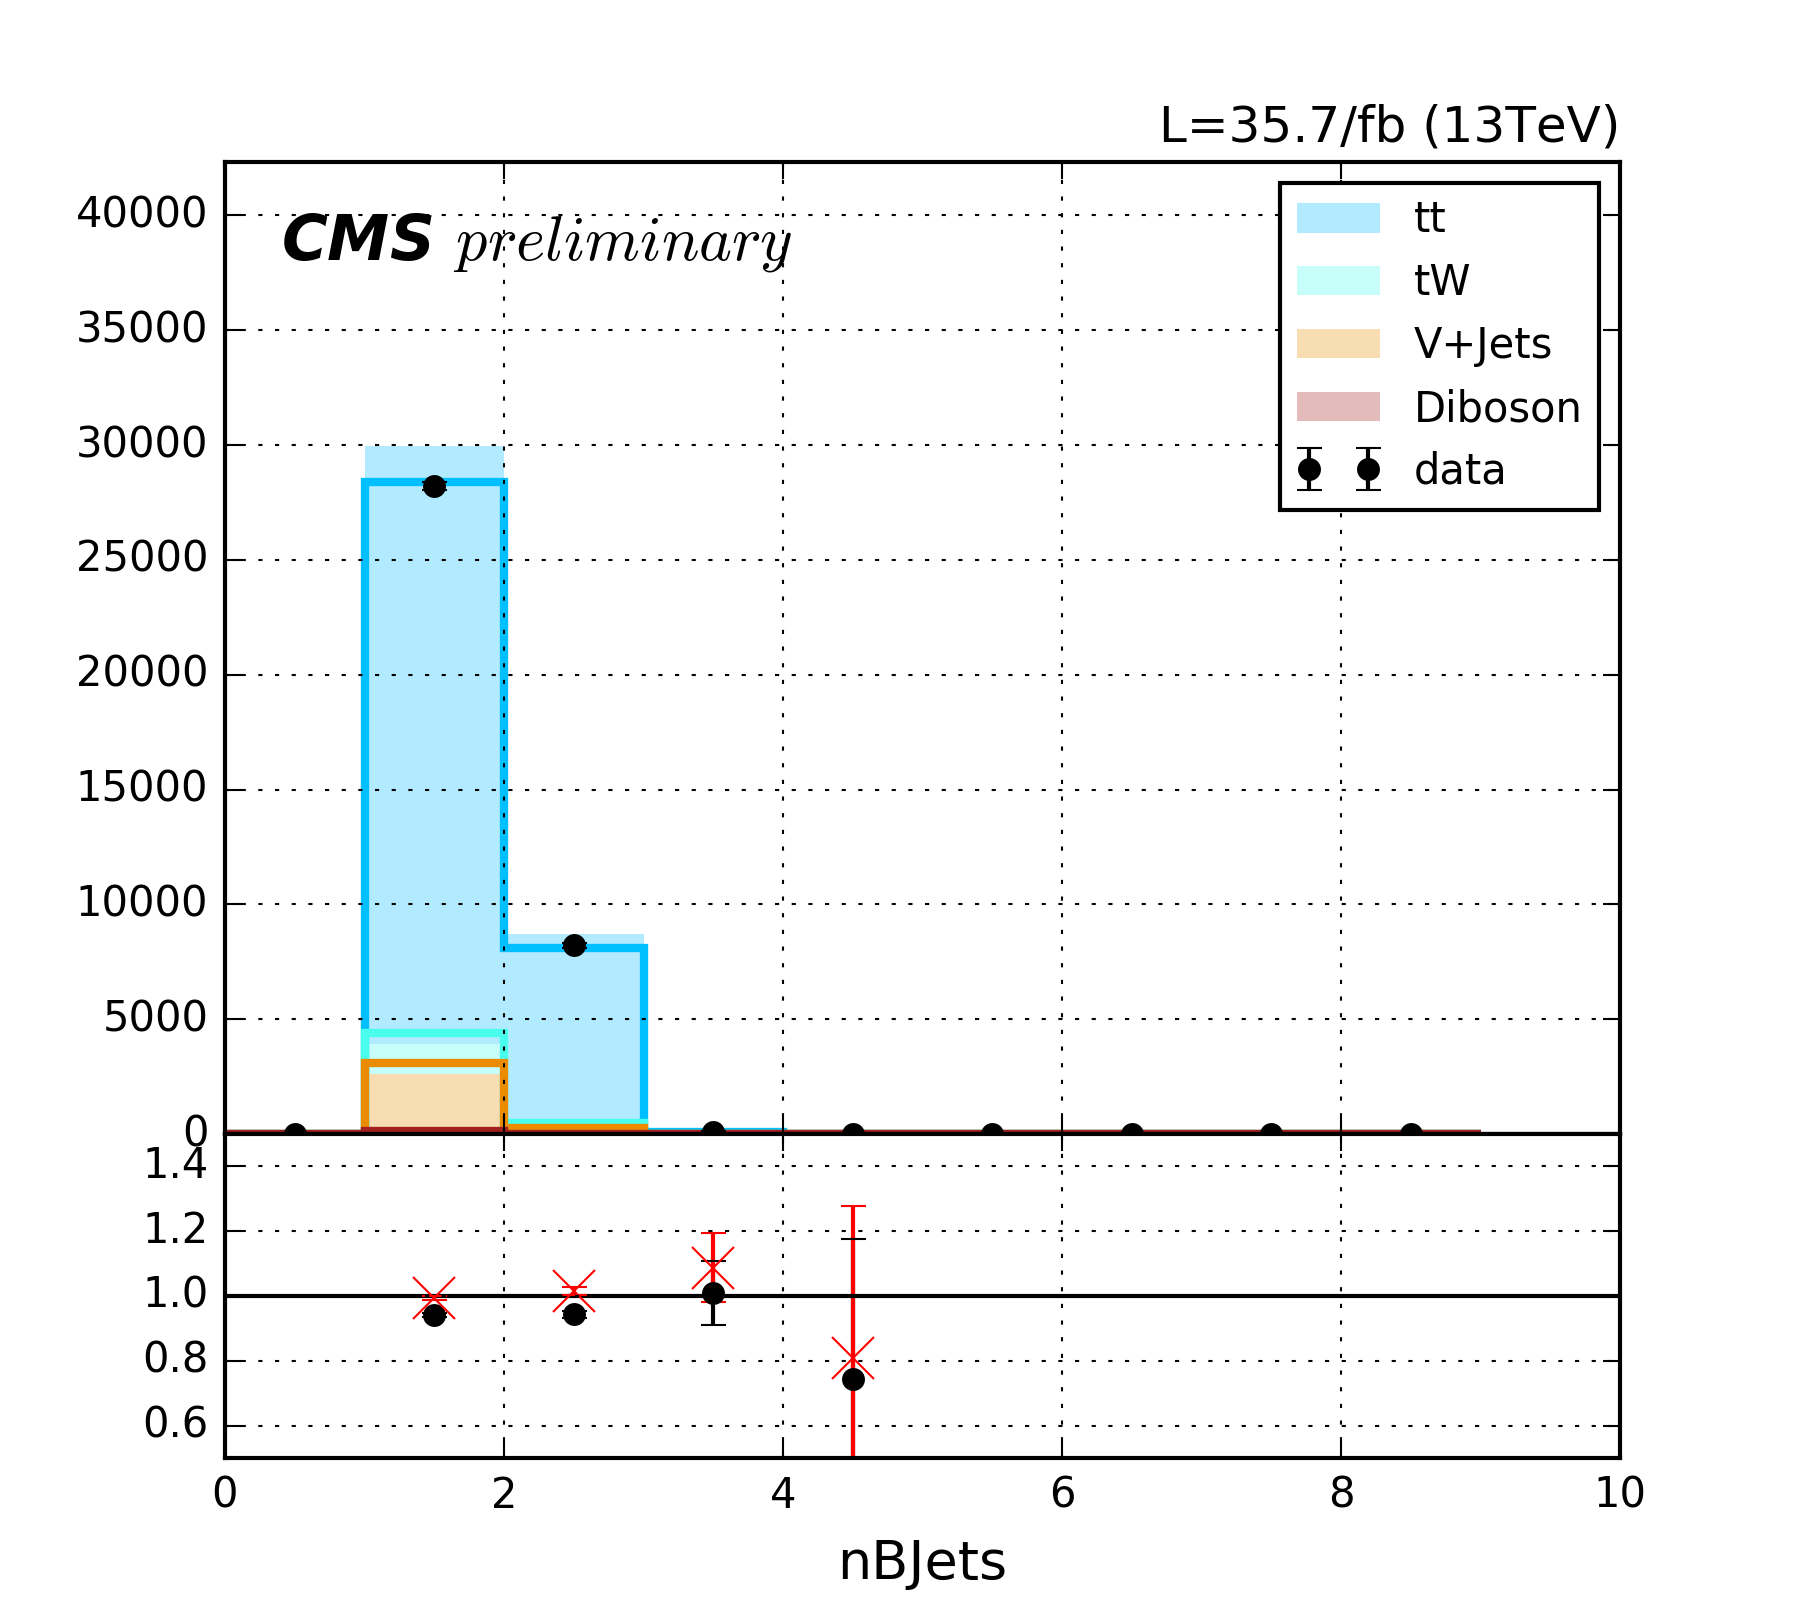 L=35.7/fb (13TeV)
CMS preliminary
40000
35000
30000
25000
20000
15000
10000
5000
0
tt
tW
V+Jets
Diboson
data
1.4
1.2
1.0
0.8
0.6
0 2 4 6 8 10
nBJets